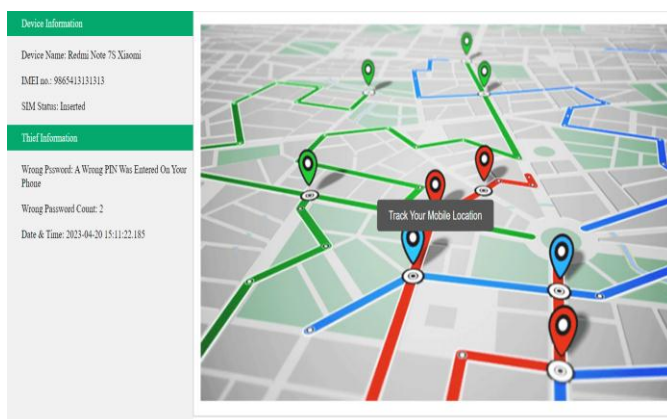 Device Information
Device Name: Redmi Note 7S Xiaomi
IMEI no.: 9865413131313
SIM Status: Inserted
Thief Information
Wrong Pssword: A Wroung PIN Was Entered On Your
Phone
Wrong Password Count: 2
Date & Time: 2023-04-20 15:11:22.185
Track Your Mobile Location